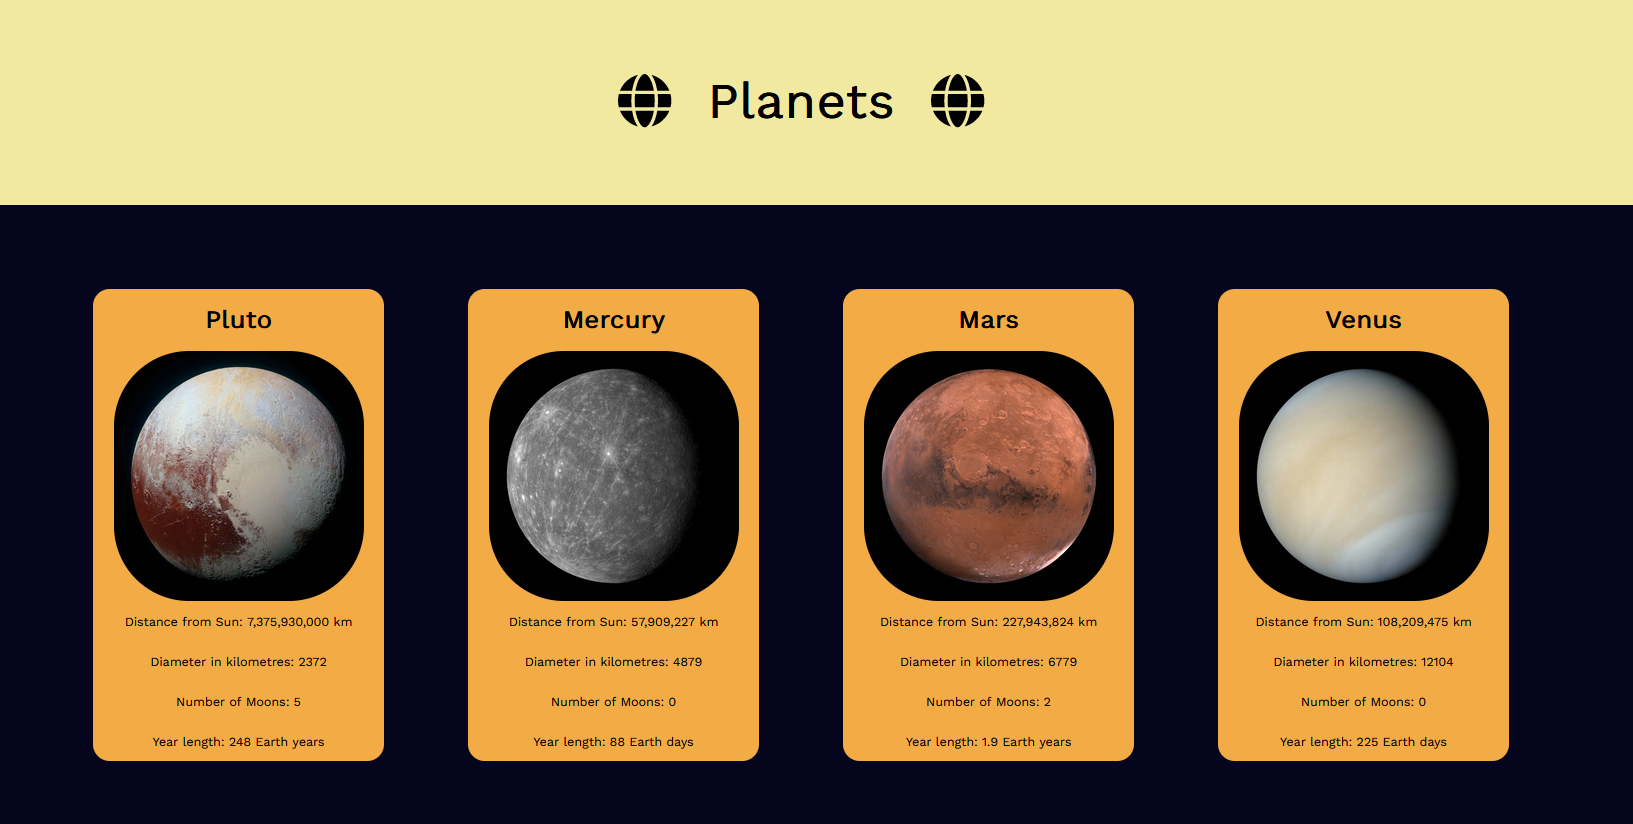 Planets
Pluto
Distance from Sun: 7,375,930,000 km
Diameter in kilometres: 2372
Number of Moons: 5
Year length: 248 Earth years
Mercury
Distance from Sun: 57,909,227 km
Diameter in kilometres: 4879
Number of Moons: 0
Year length: 88 Earth days
Mars
Distance from Sun: 227,943,824 km
Diameter in kilometres: 6779
Number of Moons: 2
Year length: 1.9 Earth years
Venus
Distance from Sun: 108,209,475 km
Diameter in kilometres: 12104
Number of Moons: 0
Year length: 225 Earth days